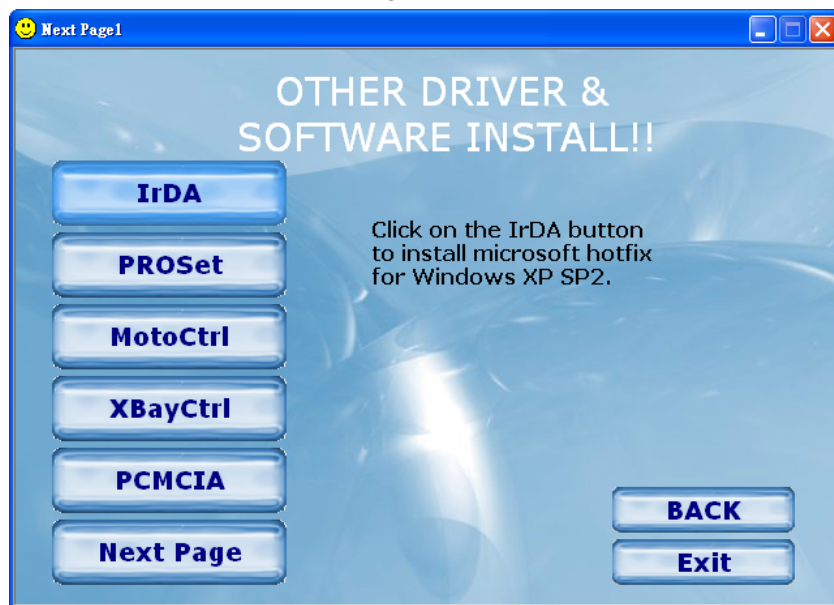 Next Page1
OTHER DRIVER &
SOFTWARE INSTALL!!
IrDA
PROSet
MotoCtrl
XBayCtrl
PCMCIA
Next Page
Click on the IrDA button
to install microsoft hotfix
for Windows XP SP2.
BACK
Exit